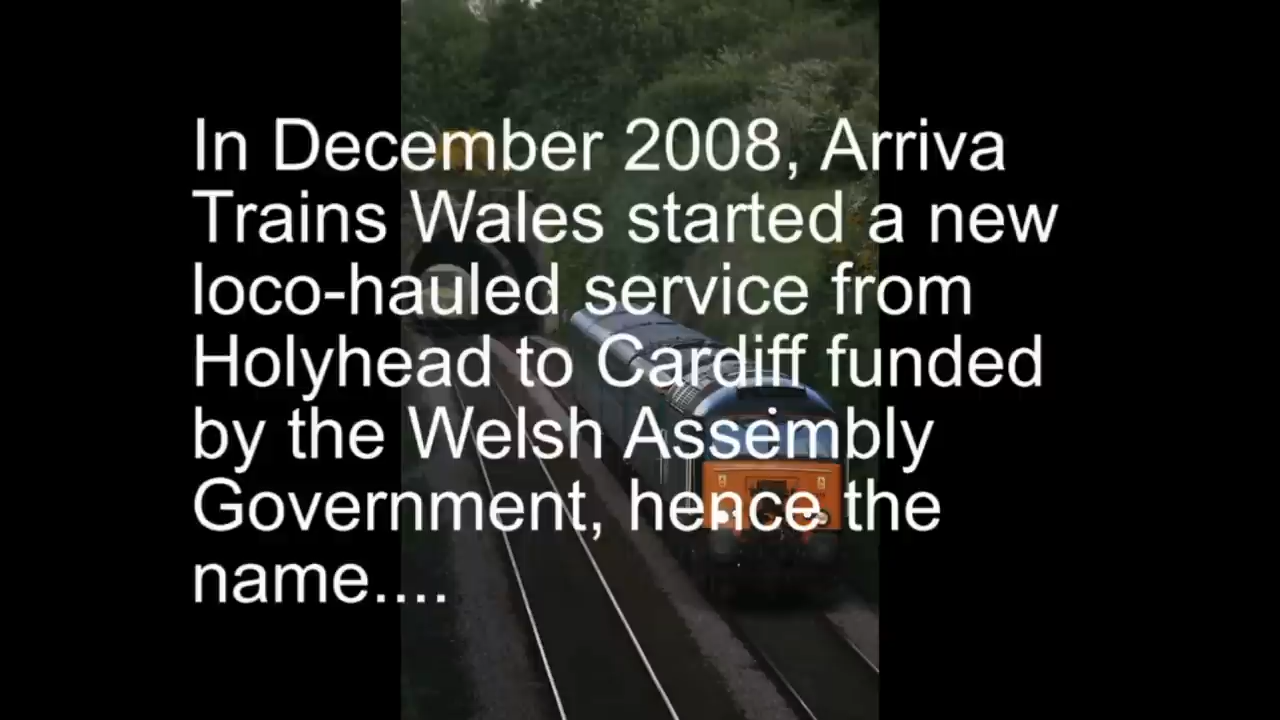 In December 2008, Arriva
Trains Wales started a new
loco-hauled service from
Holyhead to Cardiff funded
by the Welsh Assembly
Government, hence the
name....